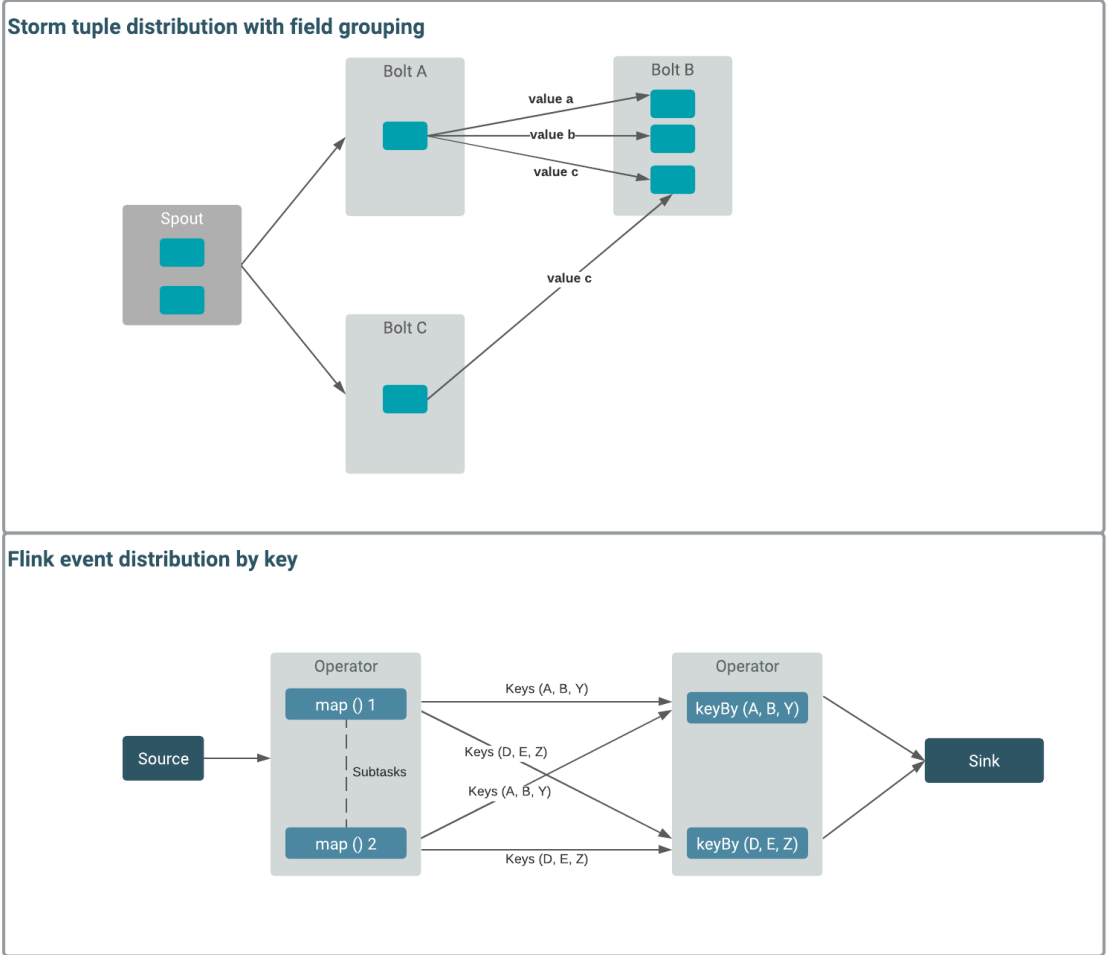 Storm tuple distribution with field grouping
Bolt A
Bolt B
value a
value b
value c
Spout
value c
Bolt C
Flink event distribution by key
Operator
Operator
Keys (A, B, Y)
map () 1
keyBy (A, B, Y)
Keys (D, E, Z)
Source
Sink
Subtasks
Keys (A, B, Y)
map () 2
keyBy (D, E, Z)
Keys (D, E, Z)